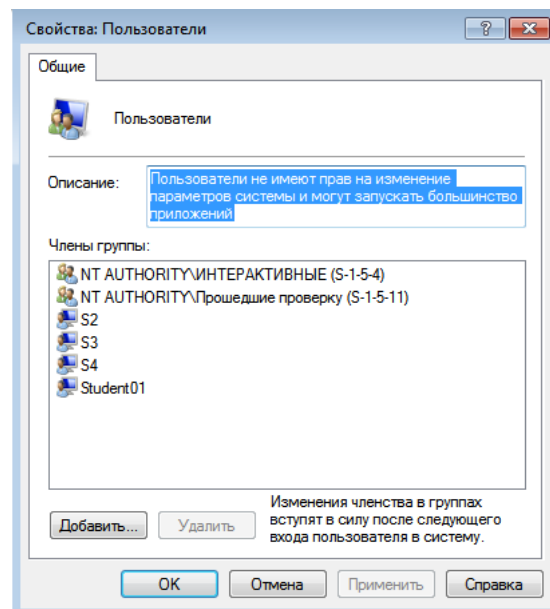 Свойства: Пользователи
Общие
Пользователи
Описание:
Пользователи не имеют прав на изменение
параметров системы и могут запускать большинство
приложений
Члены группы:
NT AUTHORITY\ИНТЕРАКТИВНЫЕ (S-1-5-4)
NT AUTHORITY\Прошедшие проверку (S-1-5-11)
S2
S3
S4
Student01
Добавить...
Удалить
Изменения членства в группах
вступят в силу после следующего
входа пользователя в систему.
OK
Отмена
Применить
Справка